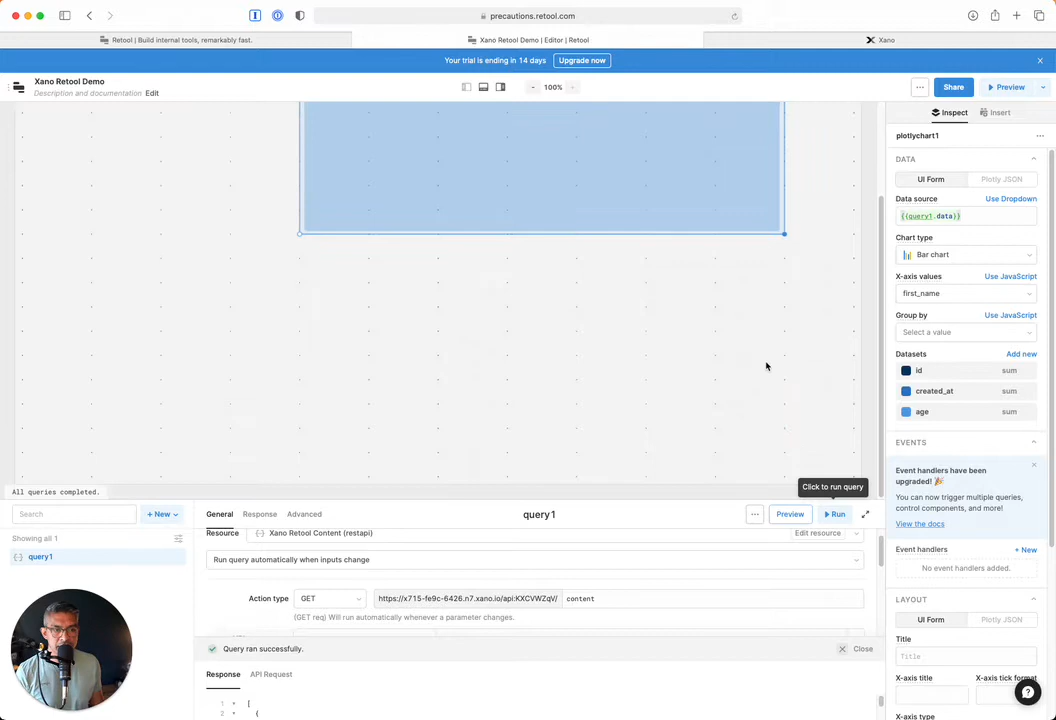 precautions.retool.com
Retool | Build internal tools, remarkably fast.
Xano Retool Demo | Editor | Retool
Xano
Your trial is ending in 14 days
Upgrade now
Xano Retool Demo
Description and documentation Edit
- 100% -
Share
Preview
Inspect
Insert
plotlychart1
DATA
UI Form
Plotly JSON
Data source
Use Dropdown
{{query1.data}}
Chart type
Bar chart
X-axis values
Use JavaScript
first_name
Group by
Use JavaScript
Select a value
Datasets
Add new
id sum
created_at sum
age sum
EVENTS
Event handlers have been
upgraded! 🎉
You can now trigger multiple queries,
control components, and more!
View the docs
Event handlers
+ New
No event handlers added.
LAYOUT
UI Form
Plotly JSON
Title
Title
X-axis title
X-axis tick format
X-axis type
All queries completed.
Click to run query
Search
+ New
Showing all 1
query1
General
Response
Advanced
query1
Preview
Run
Resource
Xano Retool Content (restapi)
Edit resource
Run query automatically when inputs change
Action type
GET
https://x715-fe9c-6426.n7.xano.io/api:KXCVWZqV/
content
(GET req) Will run automatically whenever a parameter changes.
Query ran successfully.
Close
Response
API Request
1 [
2 {